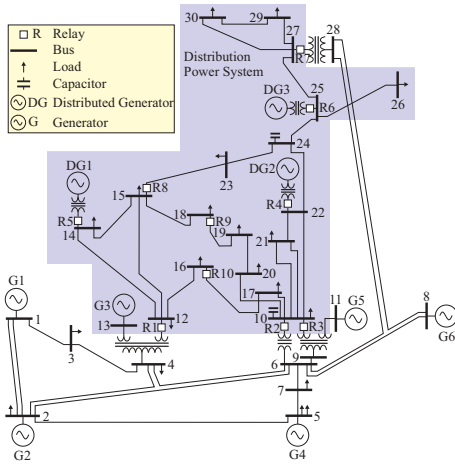 R Relay
Bus
Load
Capacitor
DG Distributed Generator
G Generator
30
29
27
28
Distribution
Power System
R7
25
DG3
R6
26
24
DG1
DG2
23
R8
15
R4
22
R5
14
18
R9
19
21
16
R10
20
17
G1
G3
12
10
11
G5
1
13
R1
R2
R3
8
3
4
6
9
G6
7
2
5
G2
G4